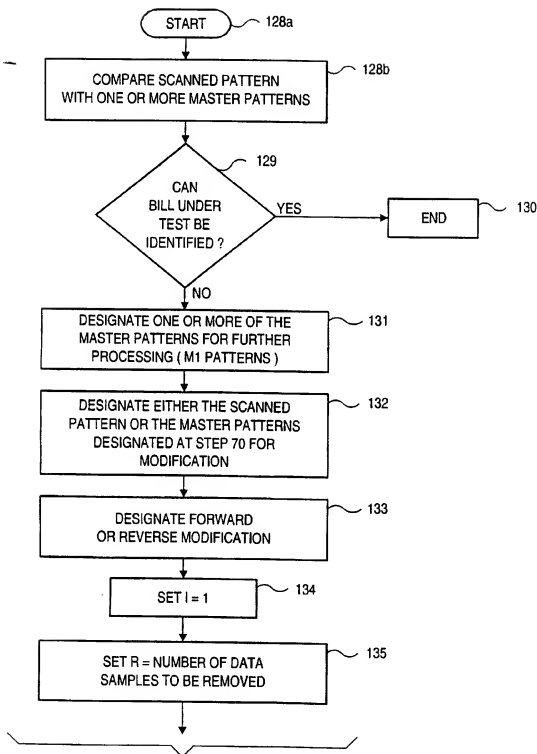 START
128a
COMPARE SCANNED PATTERN
WITH ONE OR MORE MASTER PATTERNS
128b
129
CAN
BILL UNDER
TEST BE
IDENTIFIED ?
YES
END
130
NO
DESIGNATE ONE OR MORE OF THE
MASTER PATTERNS FOR FURTHER
PROCESSING ( M1 PATTERNS )
131
DESIGNATE EITHER THE SCANNED
PATTERN OR THE MASTER PATTERNS
DESIGNATED AT STEP 70 FOR
MODIFICATION
132
DESIGNATE FORWARD
OR REVERSE MODIFICATION
133
SET I = 1
134
SET R = NUMBER OF DATA
SAMPLES TO BE REMOVED
135